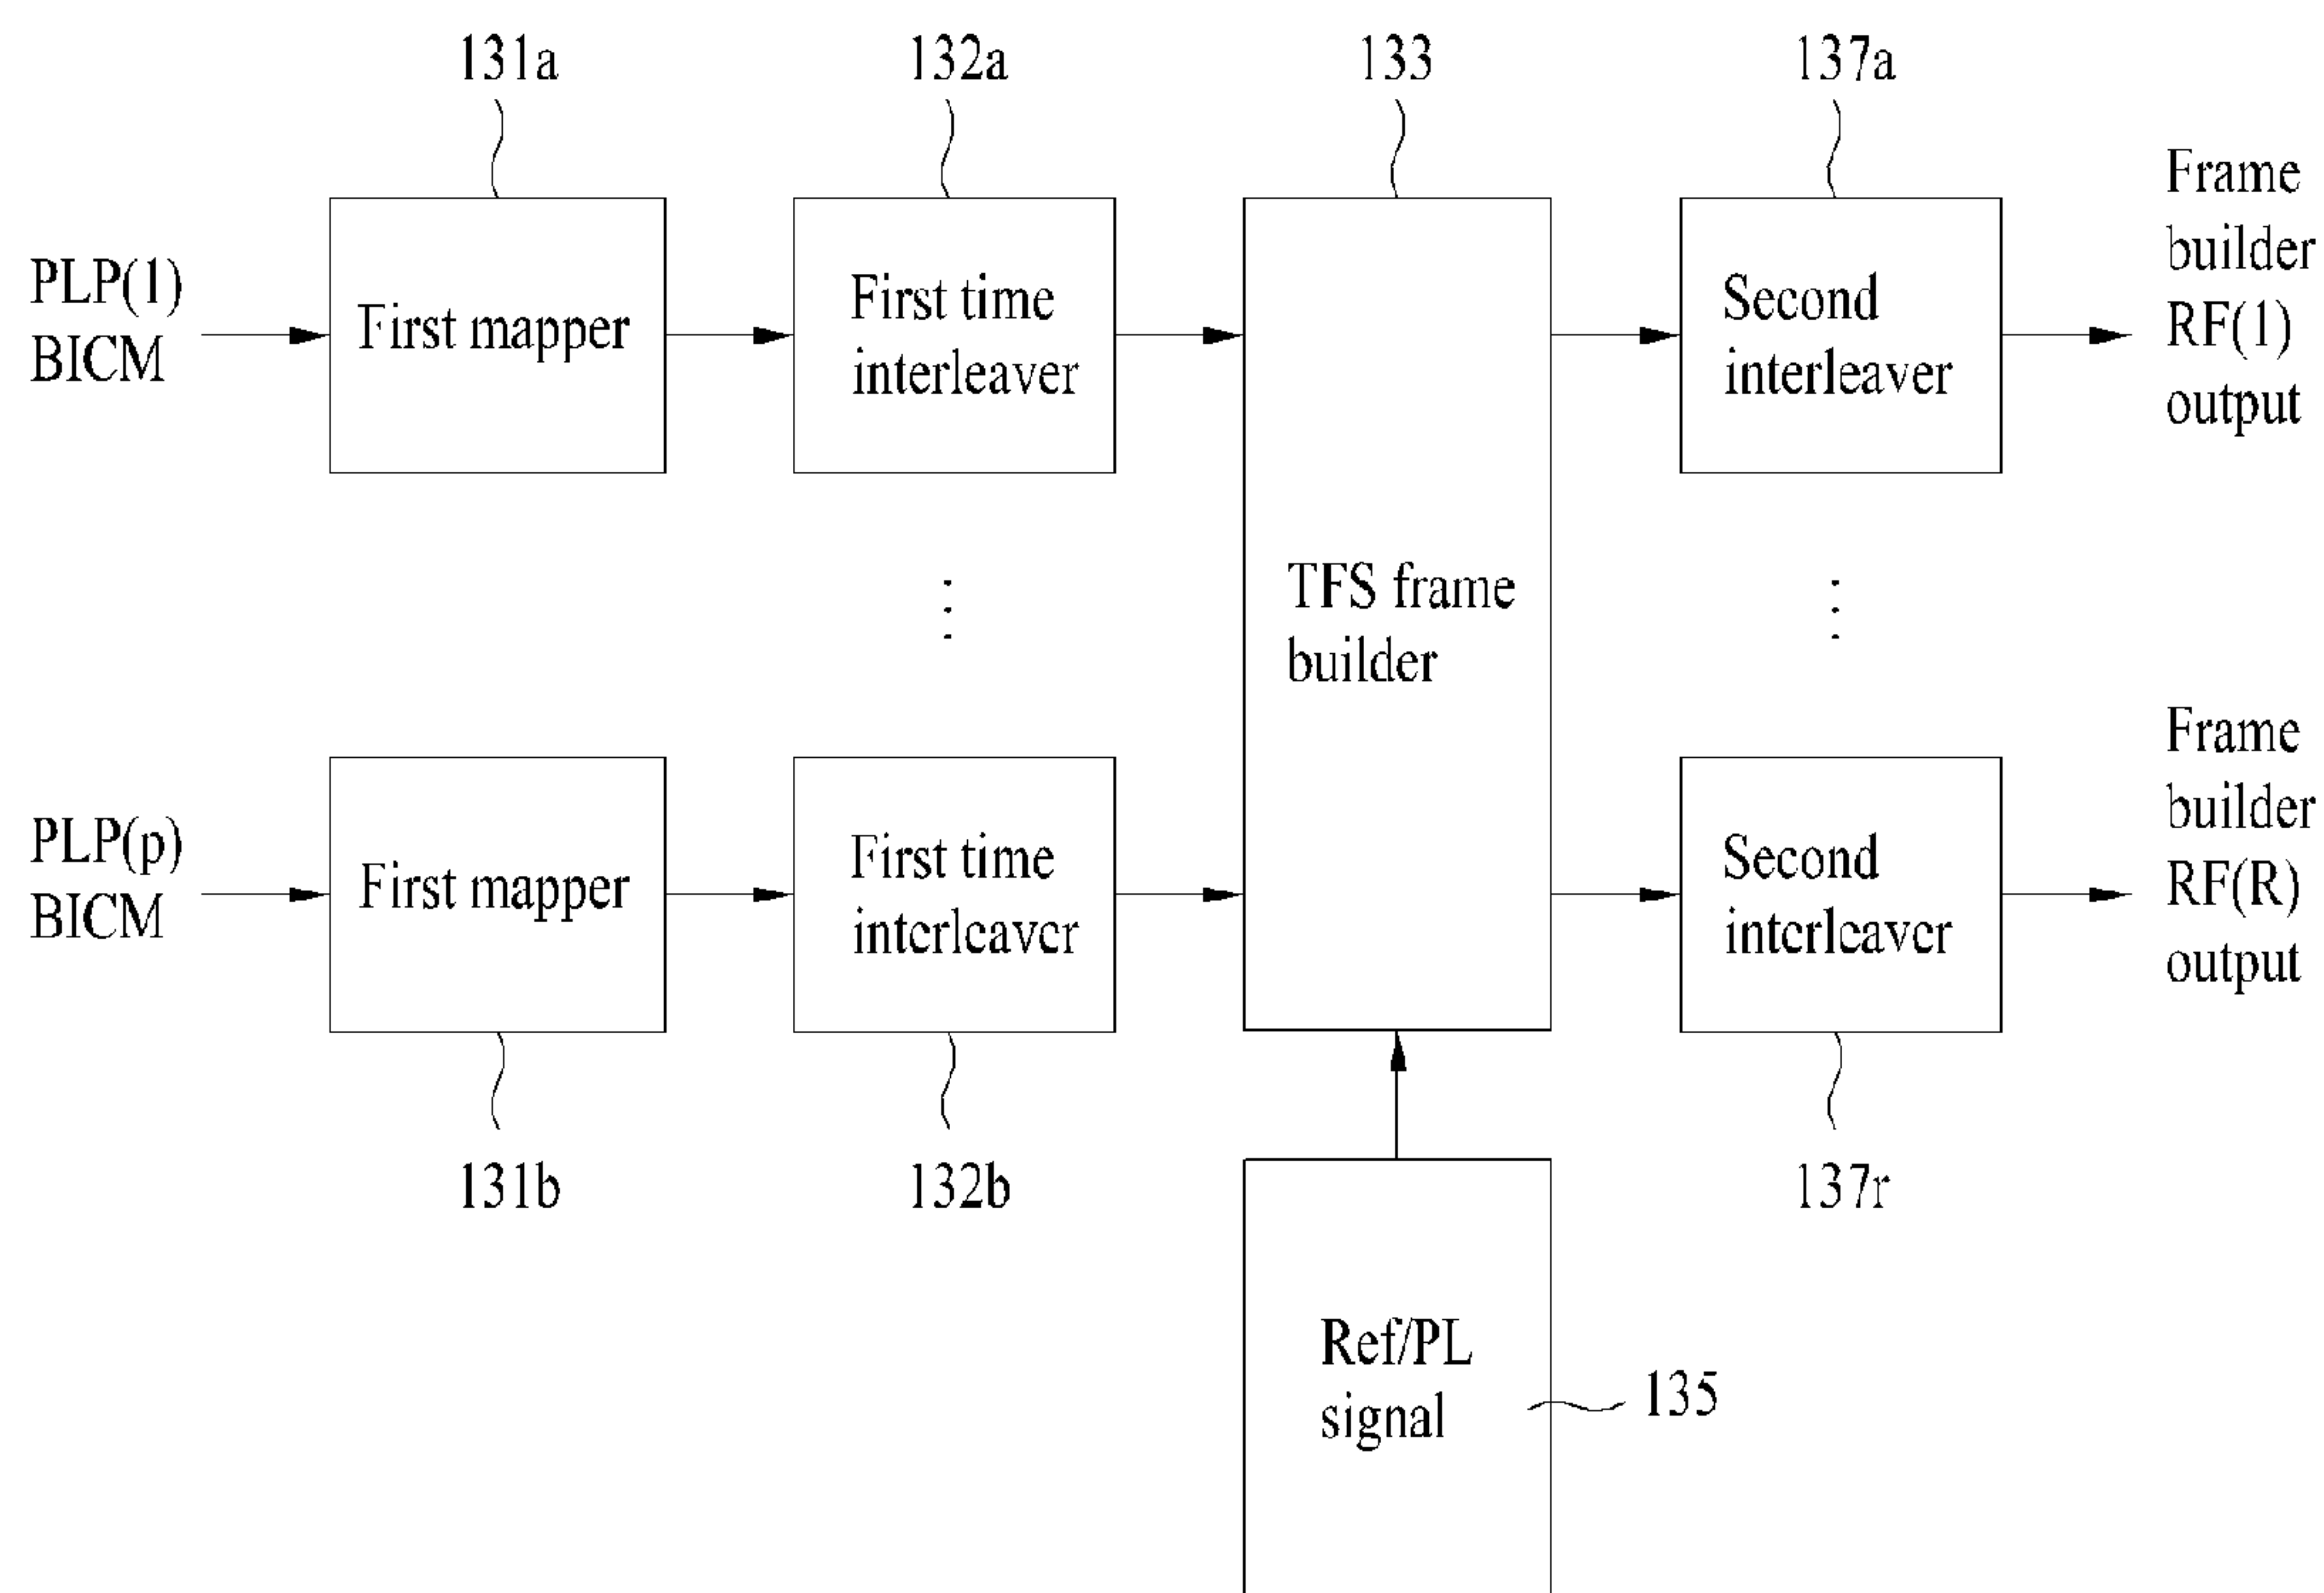 131a
132a
133
137a
PLP(1)
BICM
First mapper
First time
interleaver
TFS frame
builder
Second
interleaver
Frame
builder
RF(1)
output
PLP(p)
BICM
First mapper
First time
interleaver
Second
interleaver
Frame
builder
RF(R)
output
131b
132b
137r
Ref/PL
signal
135